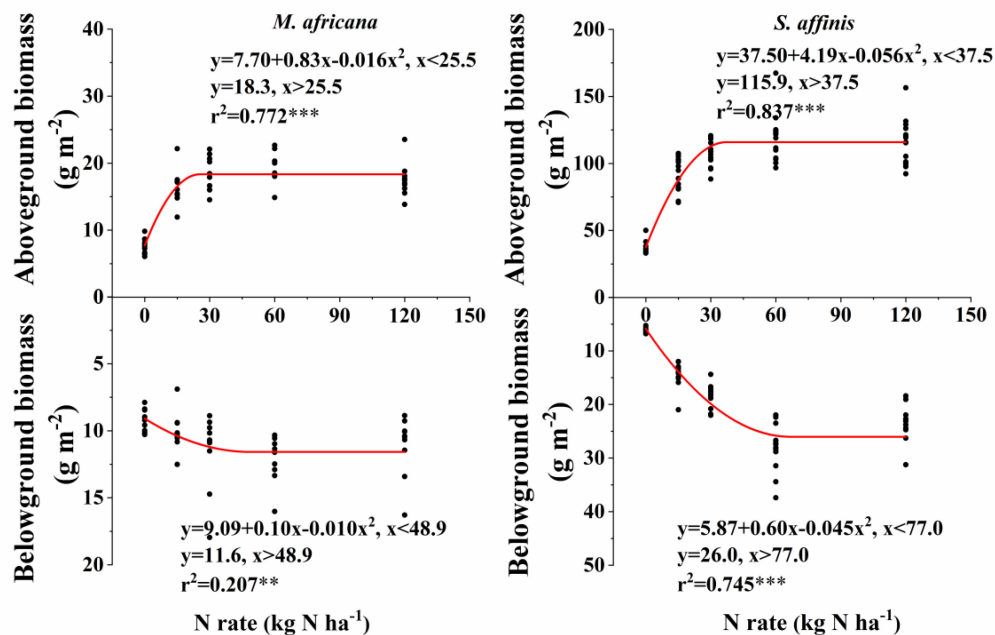 M. africana
Aboveground biomass
(g m⁻²)
40
30
20
10
0
y=7.70+0.83x-0.016x², x<25.5
y=18.3, x>25.5
r²=0.772***
0 30 60 90 120 150
S. affinis
Aboveground biomass
(g m⁻²)
200
150
100
50
0
y=37.50+4.19x-0.056x², x<37.5
y=115.9, x>37.5
r²=0.837***
0 30 60 90 120 150
Belowground biomass
(g m⁻²)
5
10
15
20
y=9.09+0.10x-0.010x², x<48.9
y=11.6, x>48.9
r²=0.207**
N rate (kg N ha⁻¹)
Belowground biomass
(g m⁻²)
10
20
30
40
50
y=5.87+0.60x-0.045x², x<77.0
y=26.0, x>77.0
r²=0.745***
N rate (kg N ha⁻¹)